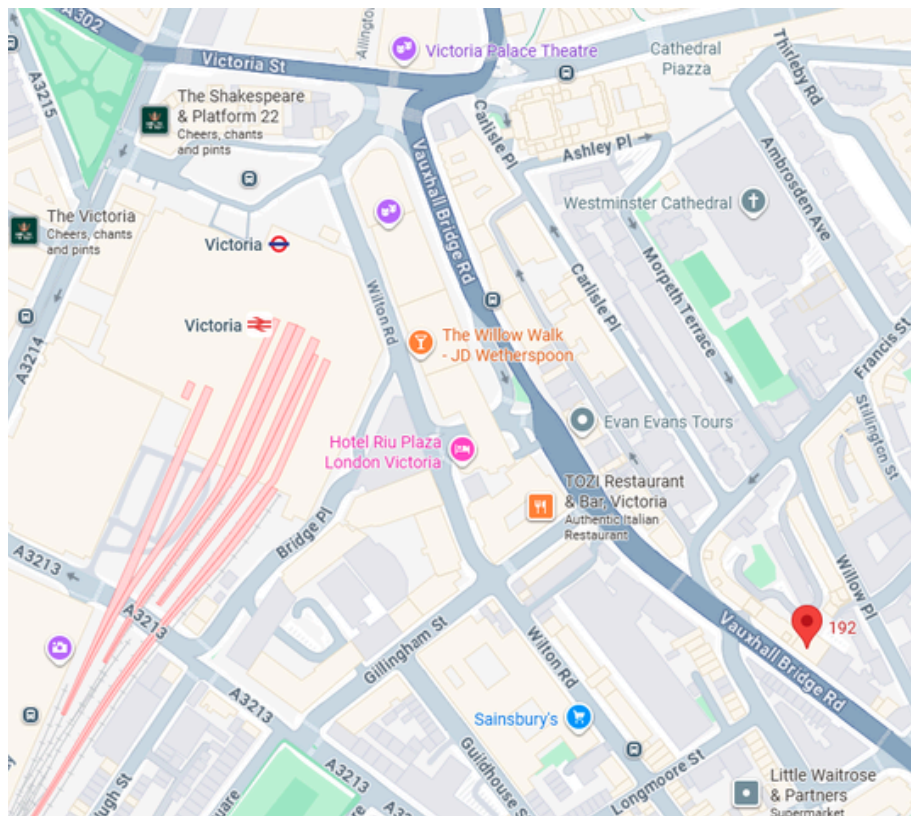 A302
Allington
Victoria Palace Theatre
Cathedral
Piazza
Thirleby Rd
Victoria St
A3215
The Shakespeare
& Platform 22
Cheers, chants
and pints
Carlisle Pl
Ashley Pl
Ambrosden Ave
Vauxhall Bridge Rd
Westminster Cathedral
The Victoria
Cheers, chants
and pints
Victoria
Carlisle Pl
Morpeth Terrace
Wilton Rd
Victoria
The Willow Walk
- JD Wetherspoon
A3214
Francis St
Stillington St
Evan Evans Tours
Hotel Riu Plaza
London Victoria
TOZI Restaurant
& Bar, Victoria
Authentic Italian
Restaurant
Bridge Pl
A3213
A3213
Willow Pl
192
Vauxhall Bridge Rd
Gillingham St
Wilton Rd
A3213
Sainsbury's
Guildhouse S
A3213
Longmoore St
Little Waitrose
& Partners
Supermarket
ugh St
uare